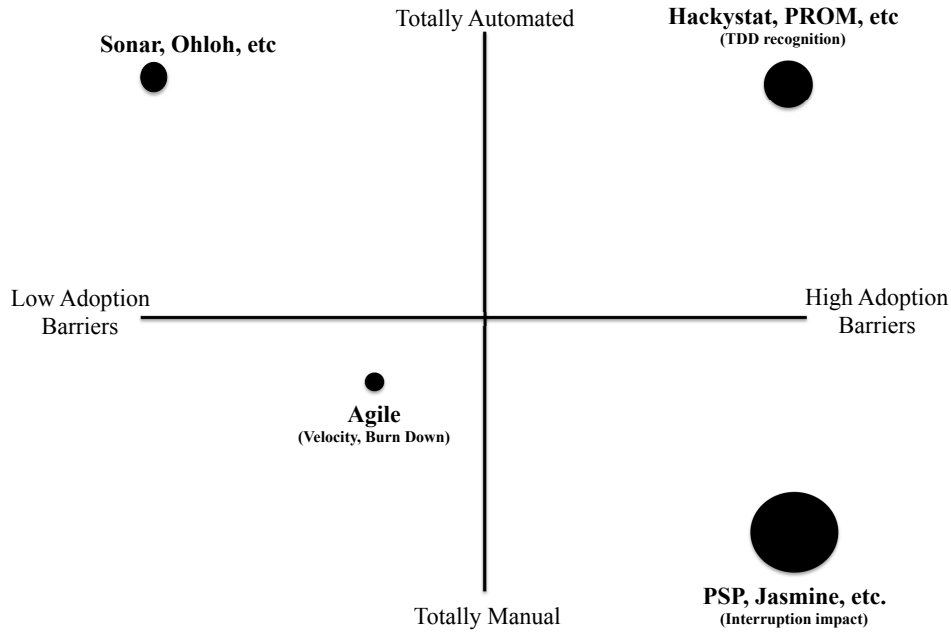 Totally Automated
Hackystat, PROM, etc
(TDD recognition)
Sonar, Ohloh, etc
Low Adoption
Barriers
High Adoption
Barriers
Agile
(Velocity, Burn Down)
PSP, Jasmine, etc.
(Interruption impact)
Totally Manual